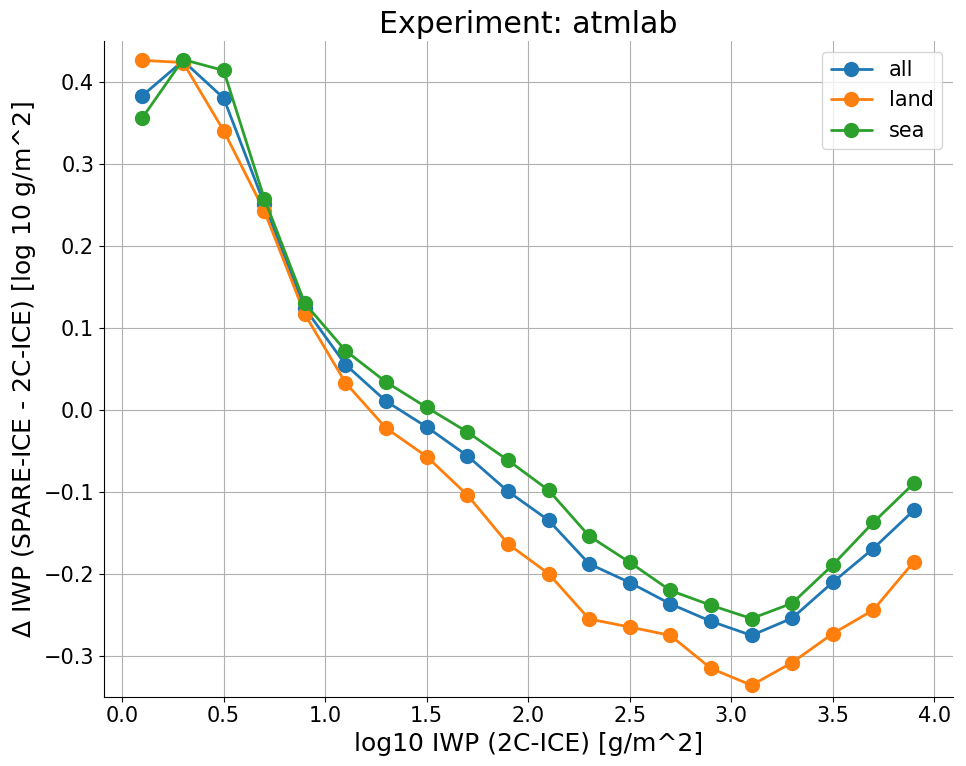 Experiment: atmlab
Δ IWP (SPARE-ICE - 2C-ICE) [log 10 g/m^2]
0.4
0.3
0.2
0.1
0.0
−0.1
−0.2
−0.3
all
land
sea
0.0 0.5 1.0 1.5 2.0 2.5 3.0 3.5 4.0
log10 IWP (2C-ICE) [g/m^2]